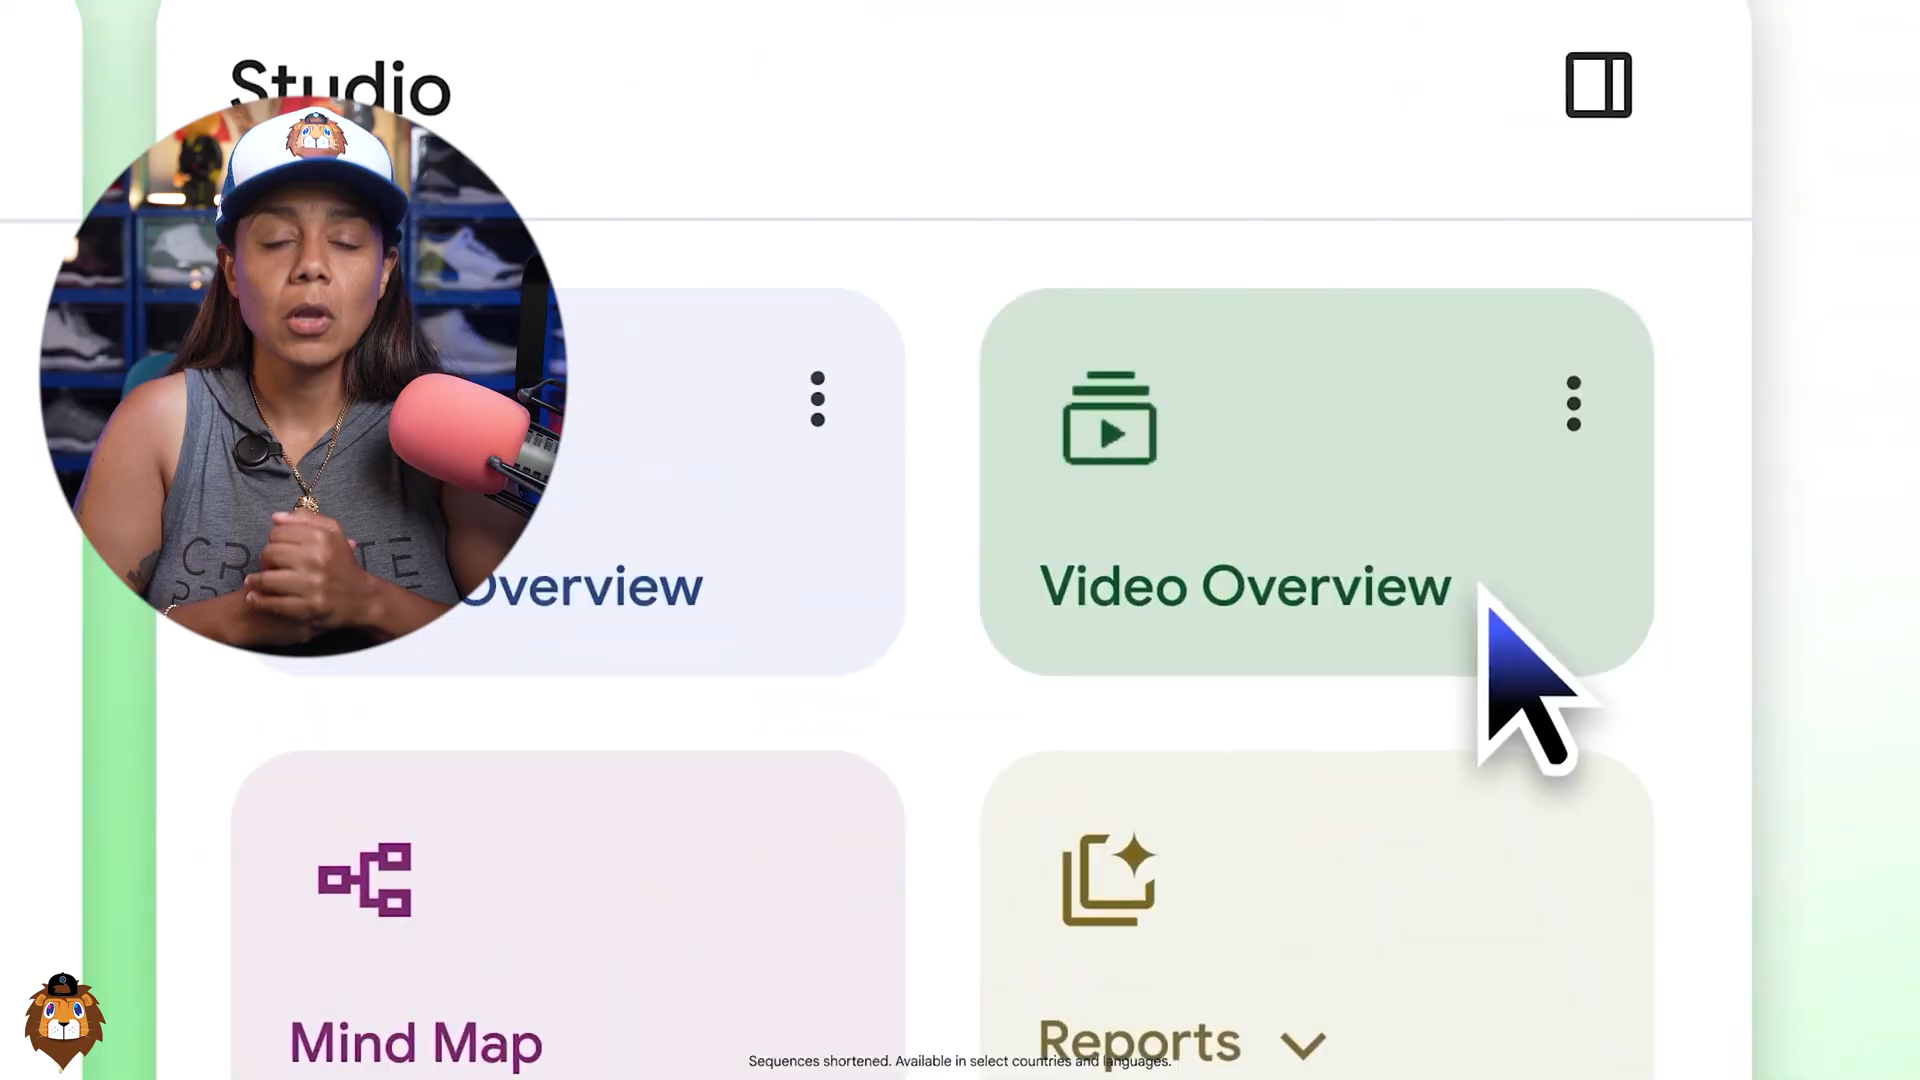 Studio
Overview
Video Overview
Mind Map
Reports
Sequences shortened. Available in select countries and languages.